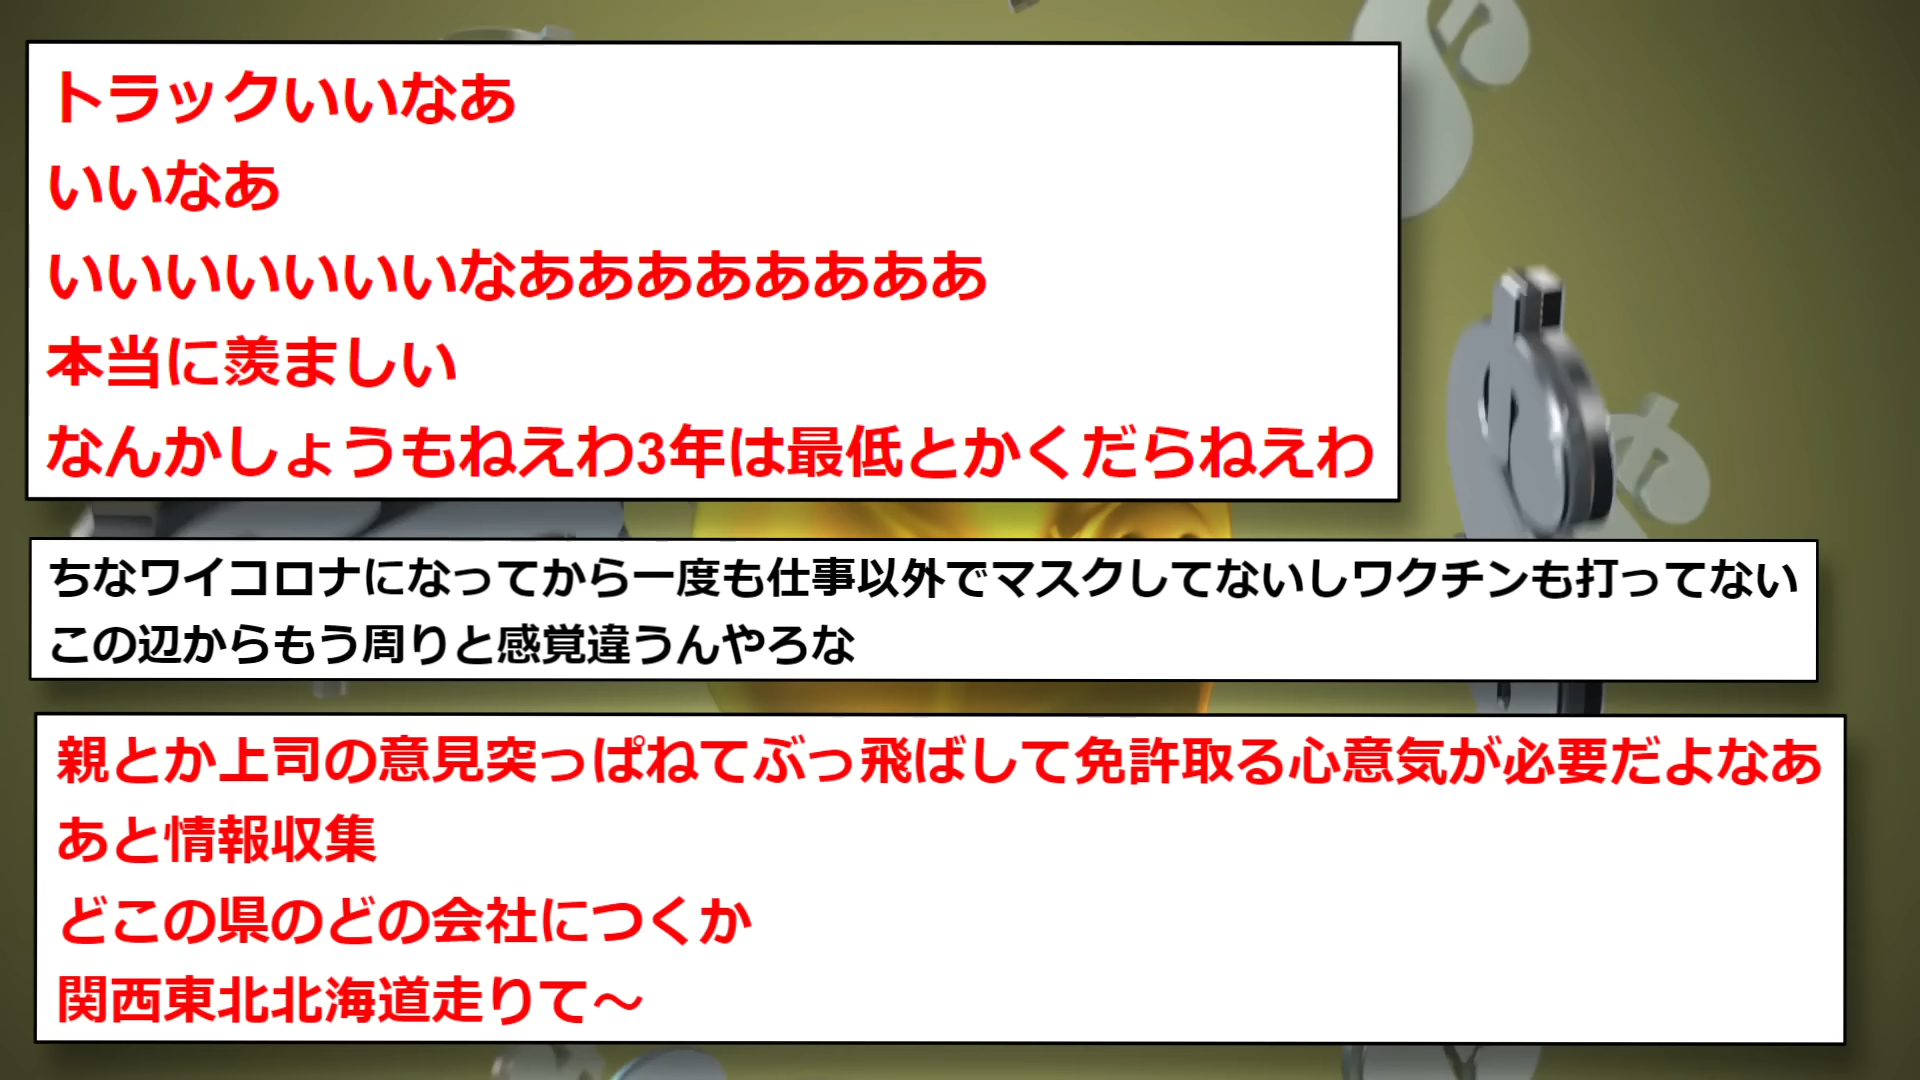 トラックいいなあ
いいなあ
いいいいいいいなああああああああ
本当に羨ましい
なんかしょうもねえわ3年は最低とかくだらねえわ
ちなワイコロナになってから一度も仕事以外でマスクしてないしワクチンも打ってない
この辺からもう周りと感覚違うんやろな
親とか上司の意見突っぱねてぶっ飛ばして免許取る心意気が必要だよなあ
あと情報収集
どこの県のどの会社につくか
関西東北北海道走りて～